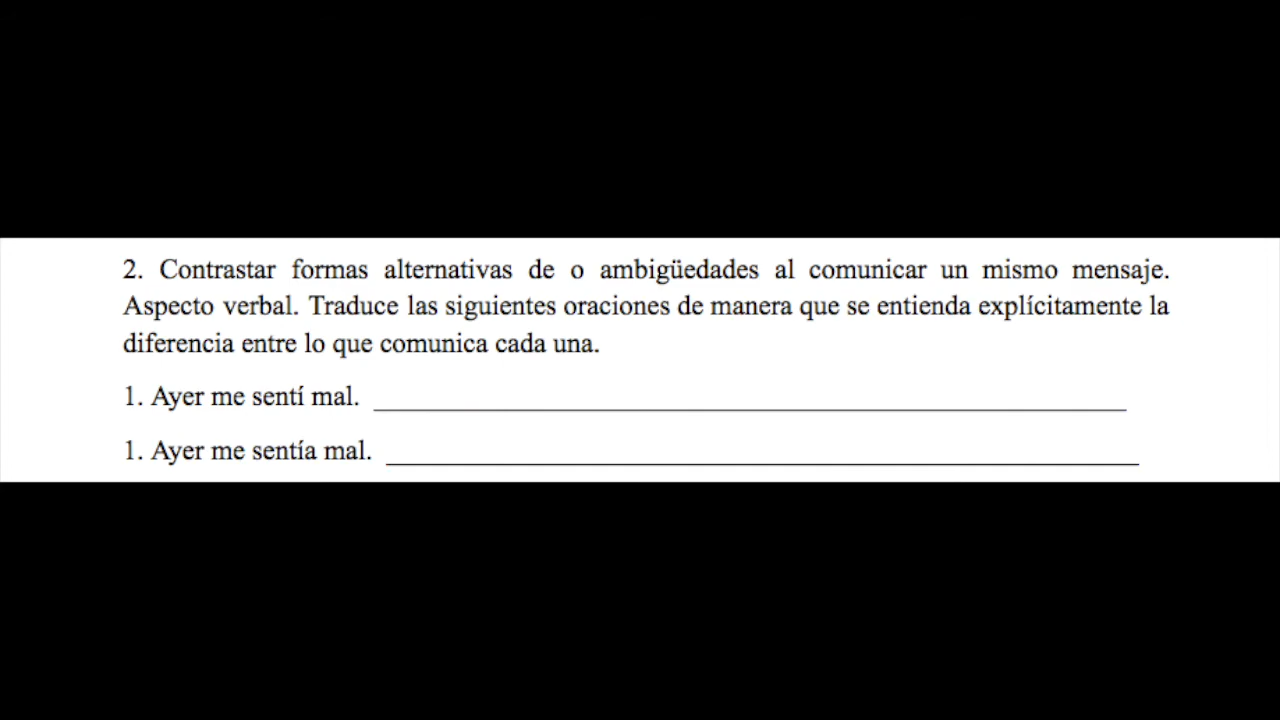 2. Contrastar formas alternativas de o ambigüedades al comunicar un mismo mensaje.
Aspecto verbal. Traduce las siguientes oraciones de manera que se entienda explícitamente la
diferencia entre lo que comunica cada una.
1. Ayer me sentí mal.
1. Ayer me sentía mal.